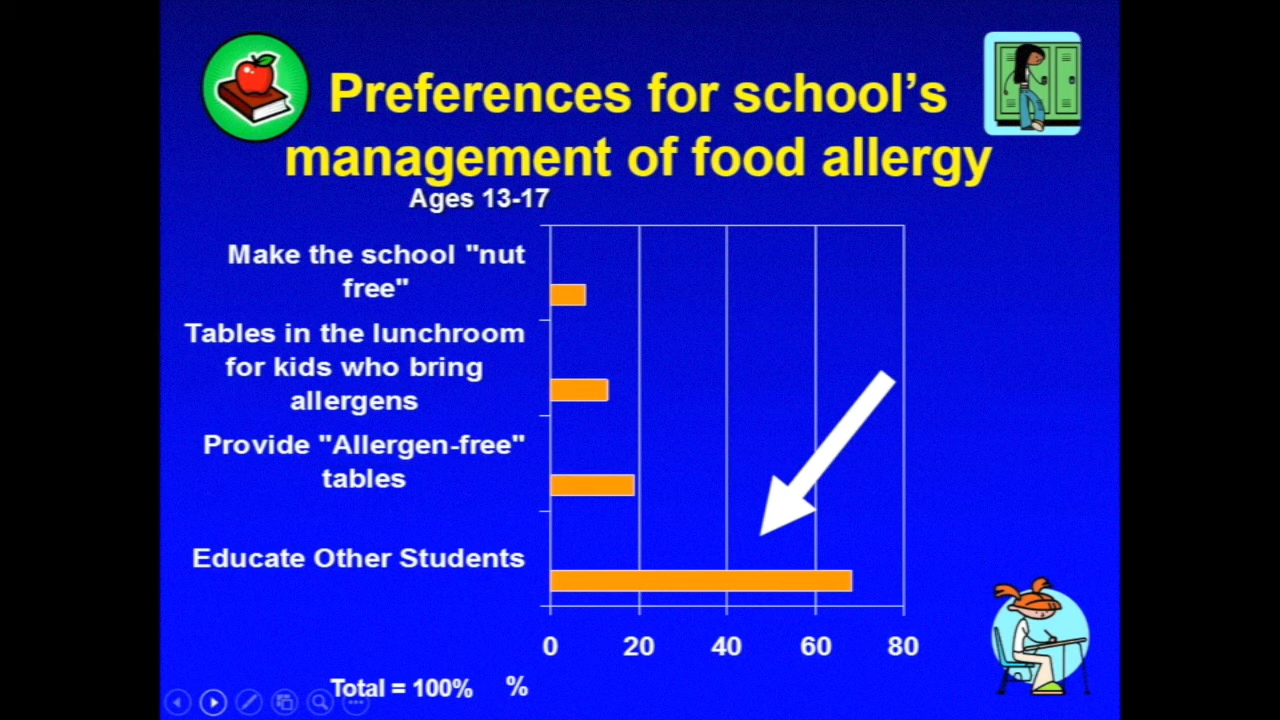 Preferences for school’s
management of food allergy
Ages 13-17
Make the school "nut
free"
Tables in the lunchroom
for kids who bring
allergens
Provide "Allergen-free"
tables
Educate Other Students
0 20 40 60 80
Total = 100% %